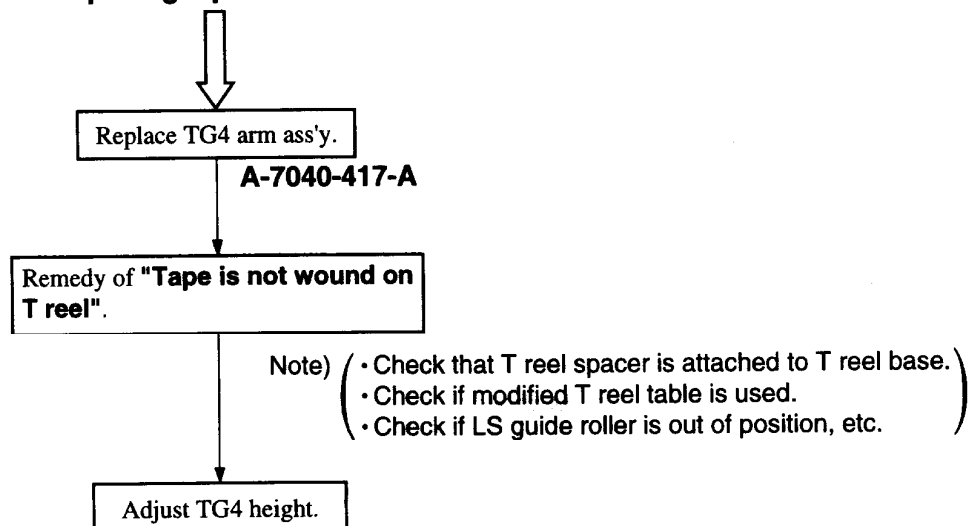 Replace TG4 arm ass'y.
A-7040-417-A
Remedy of "Tape is not wound on
T reel".
Note) · Check that T reel spacer is attached to T reel base.
· Check if modified T reel table is used.
· Check if LS guide roller is out of position, etc.
Adjust TG4 height.